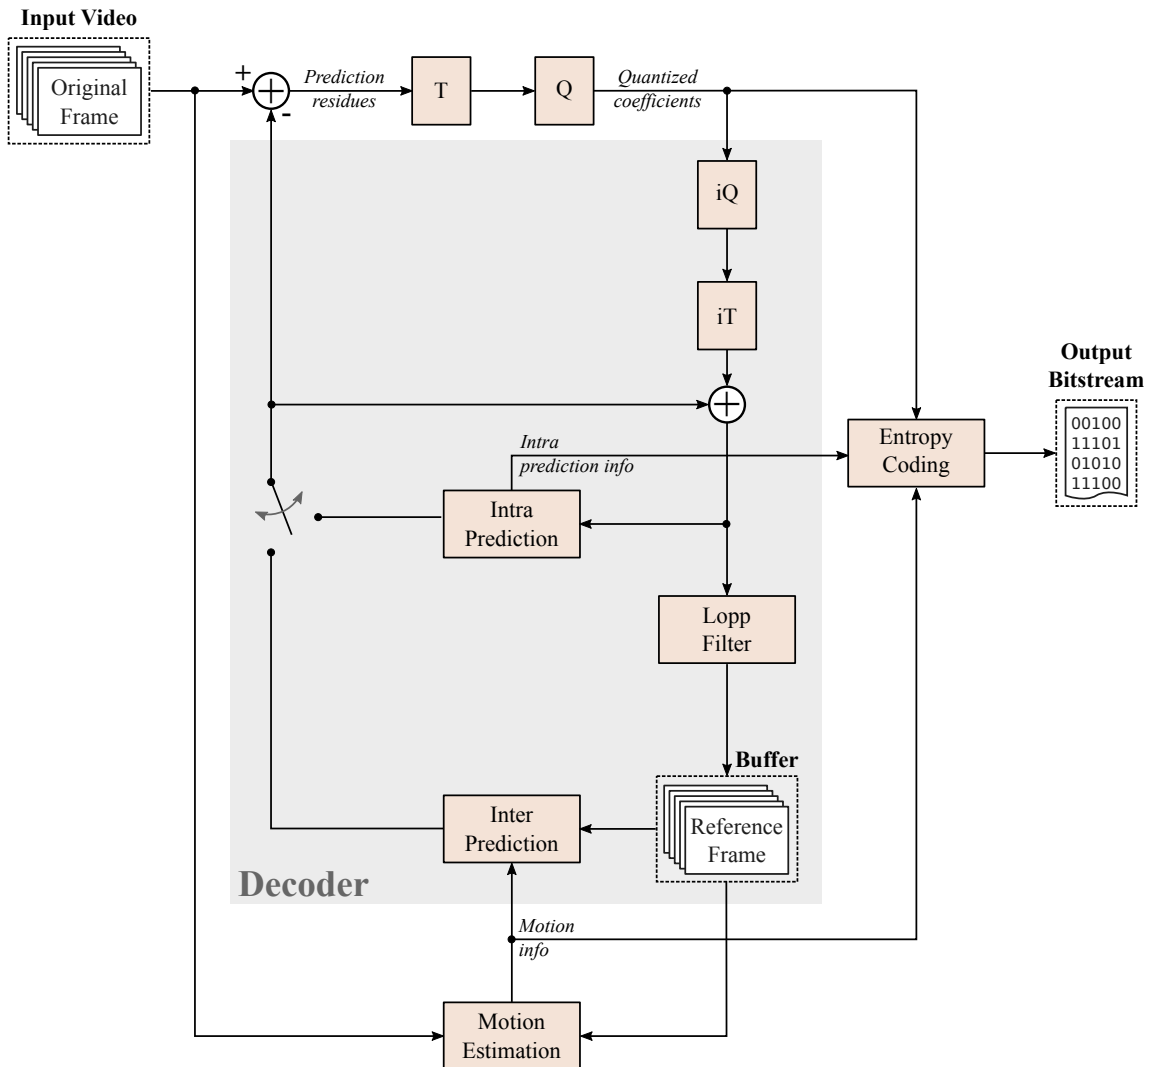 Input Video
Original
Frame
+
-
Prediction
residues
T
Q
Quantized
coefficients
iQ
iT
Output
Bitstream
00100
11101
01010
11100
Entropy
Coding
Intra
prediction info
Intra
Prediction
Lopp
Filter
Buffer
Reference
Frame
Inter
Prediction
Decoder
Motion
info
Motion
Estimation